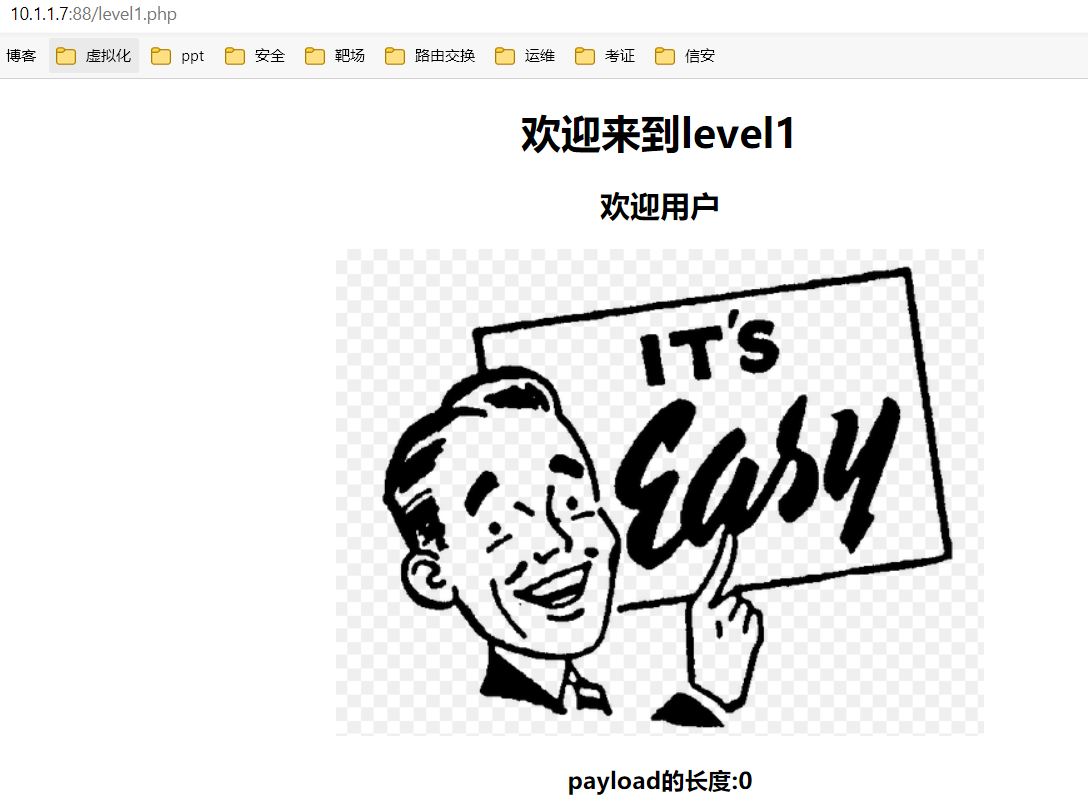 10.1.1.7:88/level1.php
博客 虚拟化 ppt 安全 靶场 路由交换 运维 考证 信安
欢迎来到level1
欢迎用户
IT'S
Easy
payload的长度:0